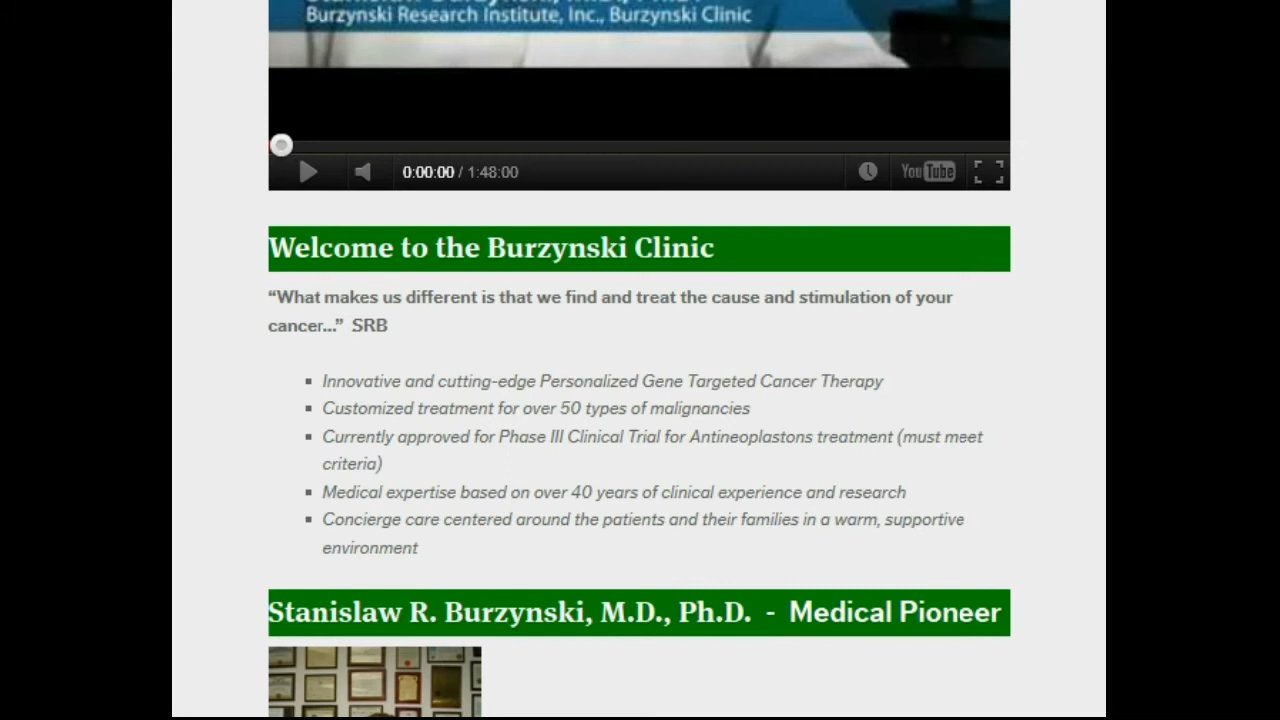 Burzynski Research Institute, Inc., Burzynski Clinic
0:00:00 / 1:48:00
YouTube
Welcome to the Burzynski Clinic
“What makes us different is that we find and treat the cause and stimulation of your
cancer...” SRB
Innovative and cutting-edge Personalized Gene Targeted Cancer Therapy
Customized treatment for over 50 types of malignancies
Currently approved for Phase III Clinical Trial for Antineoplastons treatment (must meet
criteria)
Medical expertise based on over 40 years of clinical experience and research
Concierge care centered around the patients and their families in a warm, supportive
environment
Stanislaw R. Burzynski, M.D., Ph.D. - Medical Pioneer